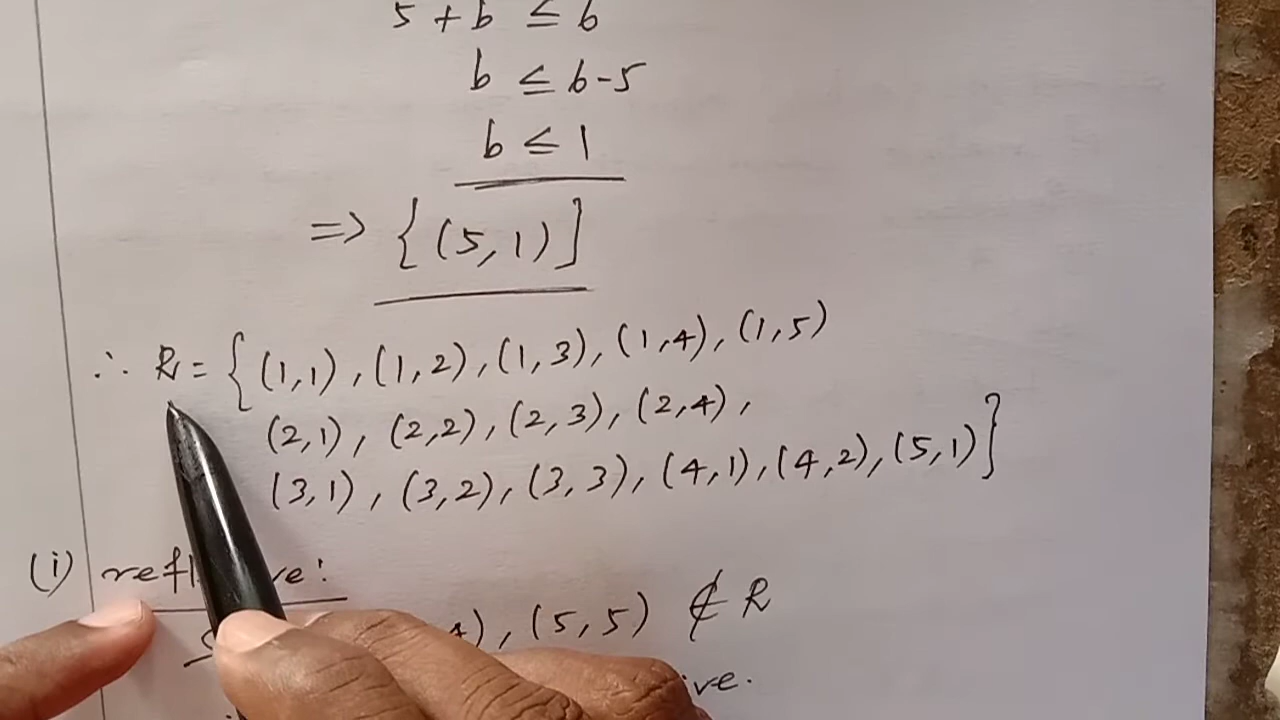 5 + b ≤ 6
b ≤ 6-5
b ≤ 1
=> {(5,1)]
∴ R = {(1,1), (1,2), (1,3), (1,4), (1,5)
(2,1), (2,2), (2,3), (2,4),
(3,1), (3,2), (3,3), (4,1), (4,2), (5,1)}
(i)
), (5,5) ∉ R